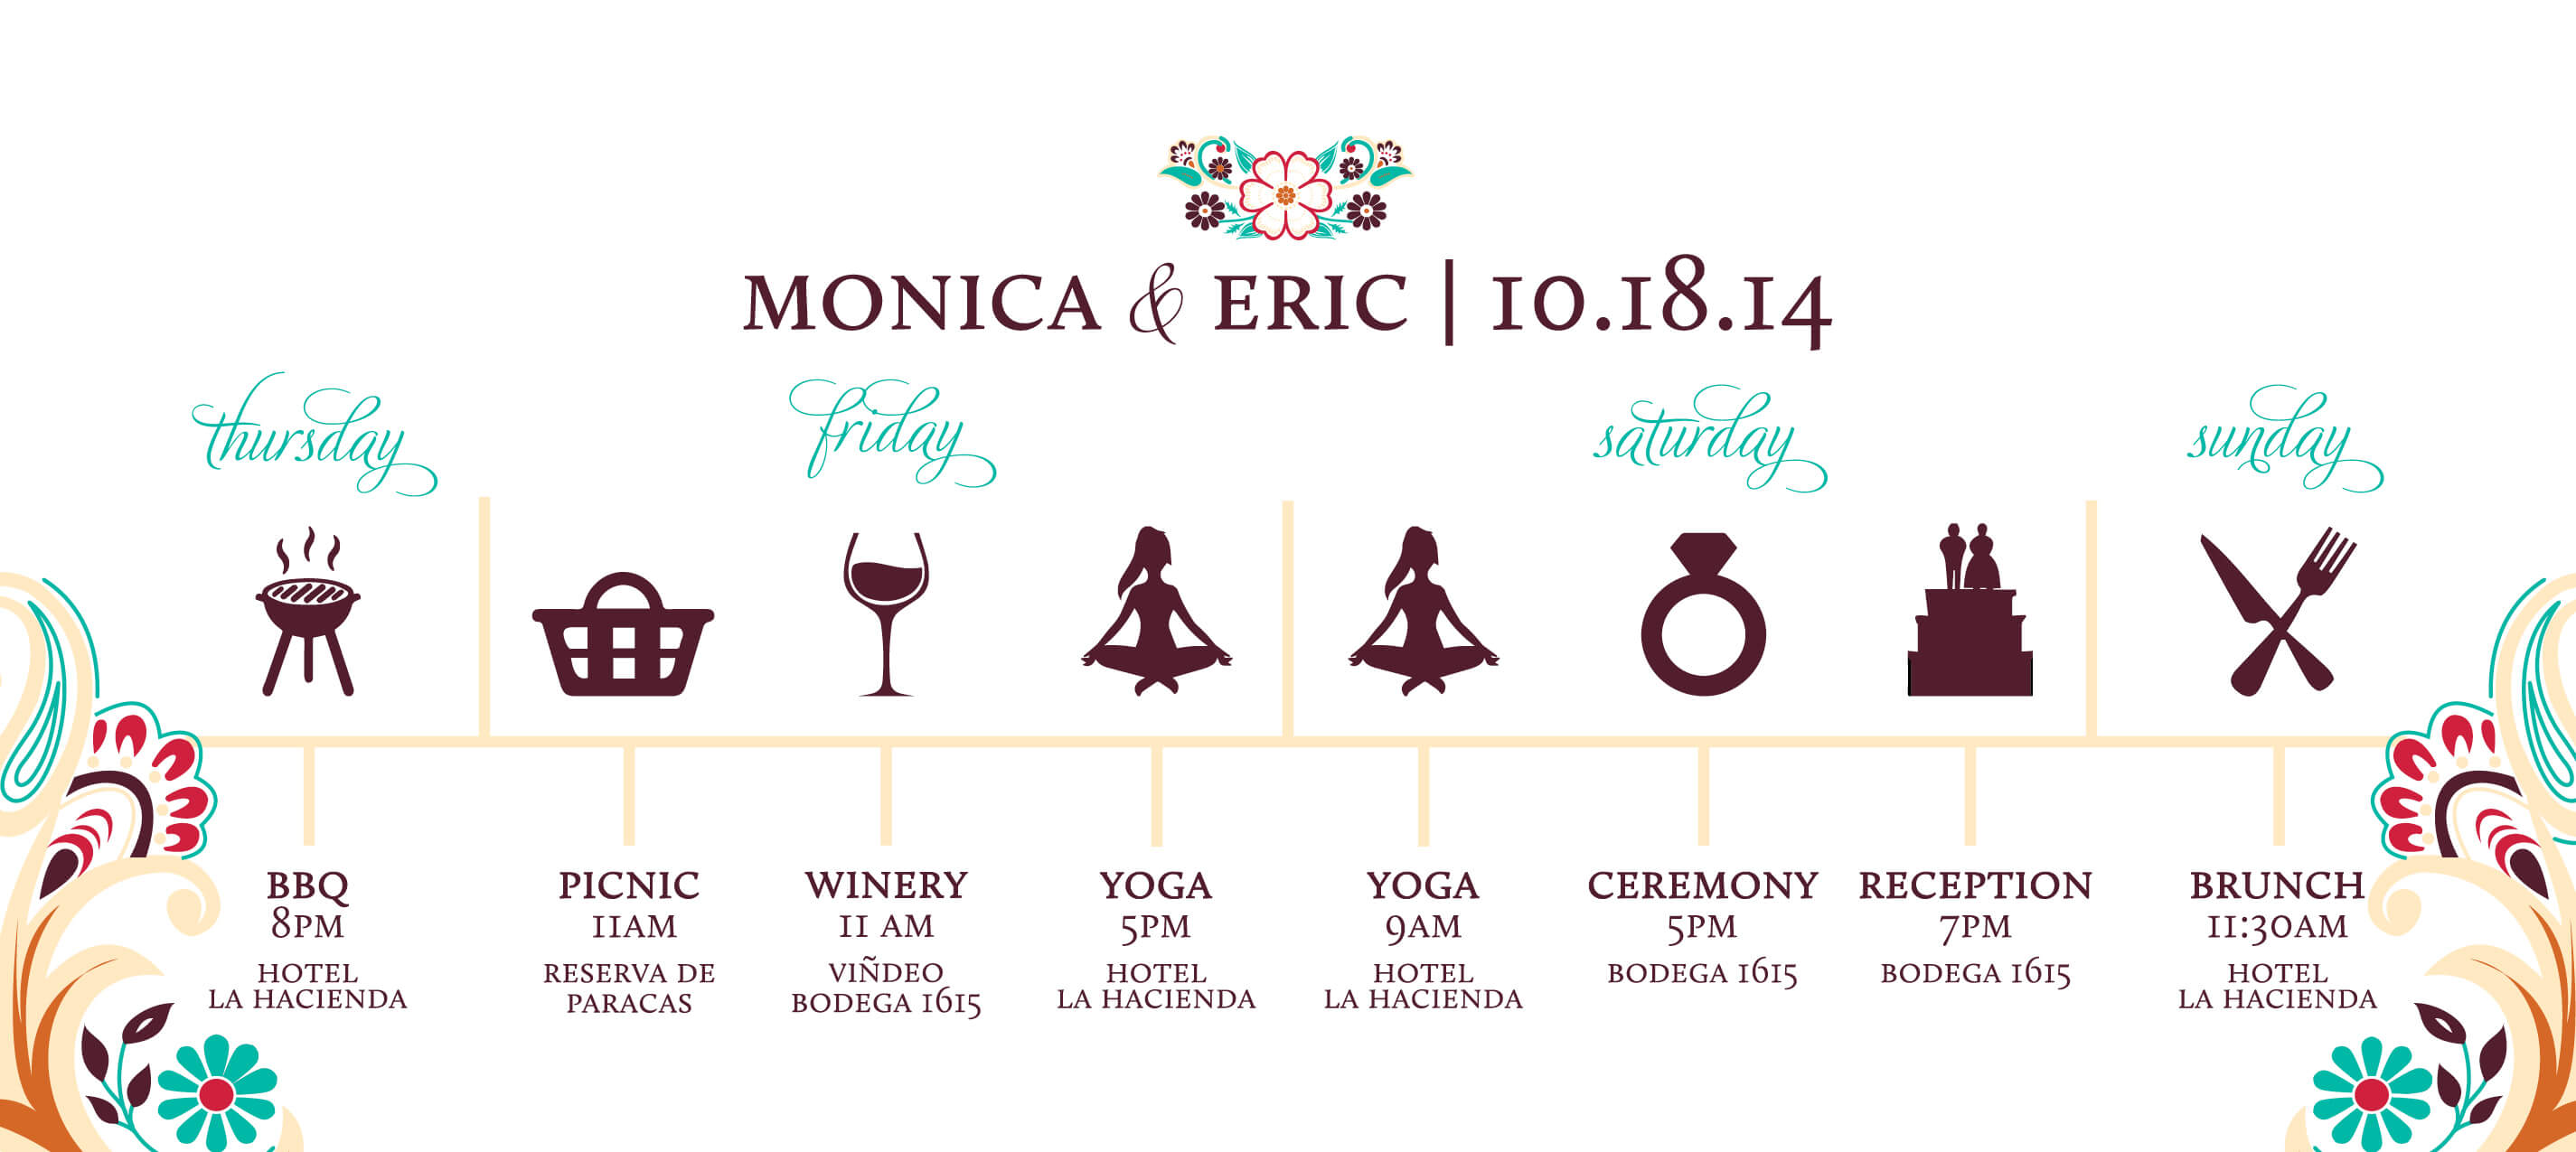 MONICA & ERIC | 10.18.14
thursday
friday
saturday
sunday
BBQ
8PM
HOTEL
LA HACIENDA
PICNIC
11AM
RESERVA DE
PARACAS
WINERY
11 AM
VIÑDEO
BODEGA 1615
YOGA
5PM
HOTEL
LA HACIENDA
YOGA
9AM
HOTEL
LA HACIENDA
CEREMONY
5PM
BODEGA 1615
RECEPTION
7PM
BODEGA 1615
BRUNCH
11:30AM
HOTEL
LA HACIENDA